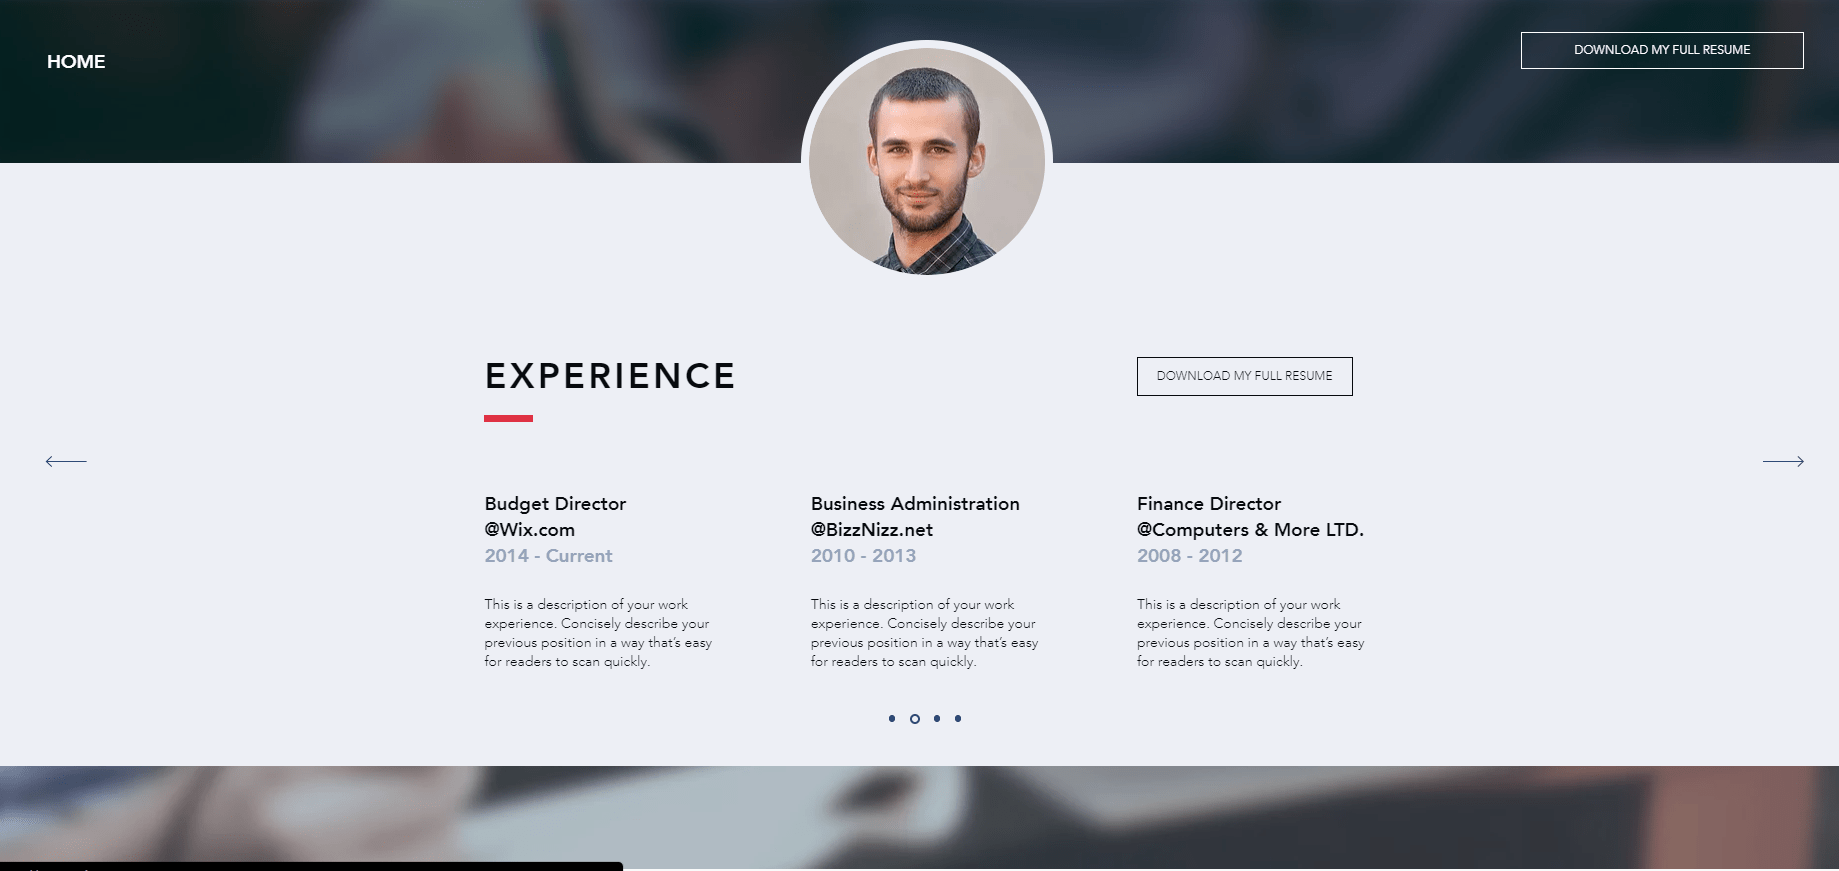 HOME
DOWNLOAD MY FULL RESUME
EXPERIENCE
DOWNLOAD MY FULL RESUME
Budget Director
@Wix.com
2014 - Current
This is a description of your work
experience. Concisely describe your
previous position in a way that’s easy
for readers to scan quickly.
Business Administration
@BizzNizz.net
2010 - 2013
This is a description of your work
experience. Concisely describe your
previous position in a way that’s easy
for readers to scan quickly.
Finance Director
@Computers & More LTD.
2008 - 2012
This is a description of your work
experience. Concisely describe your
previous position in a way that’s easy
for readers to scan quickly.